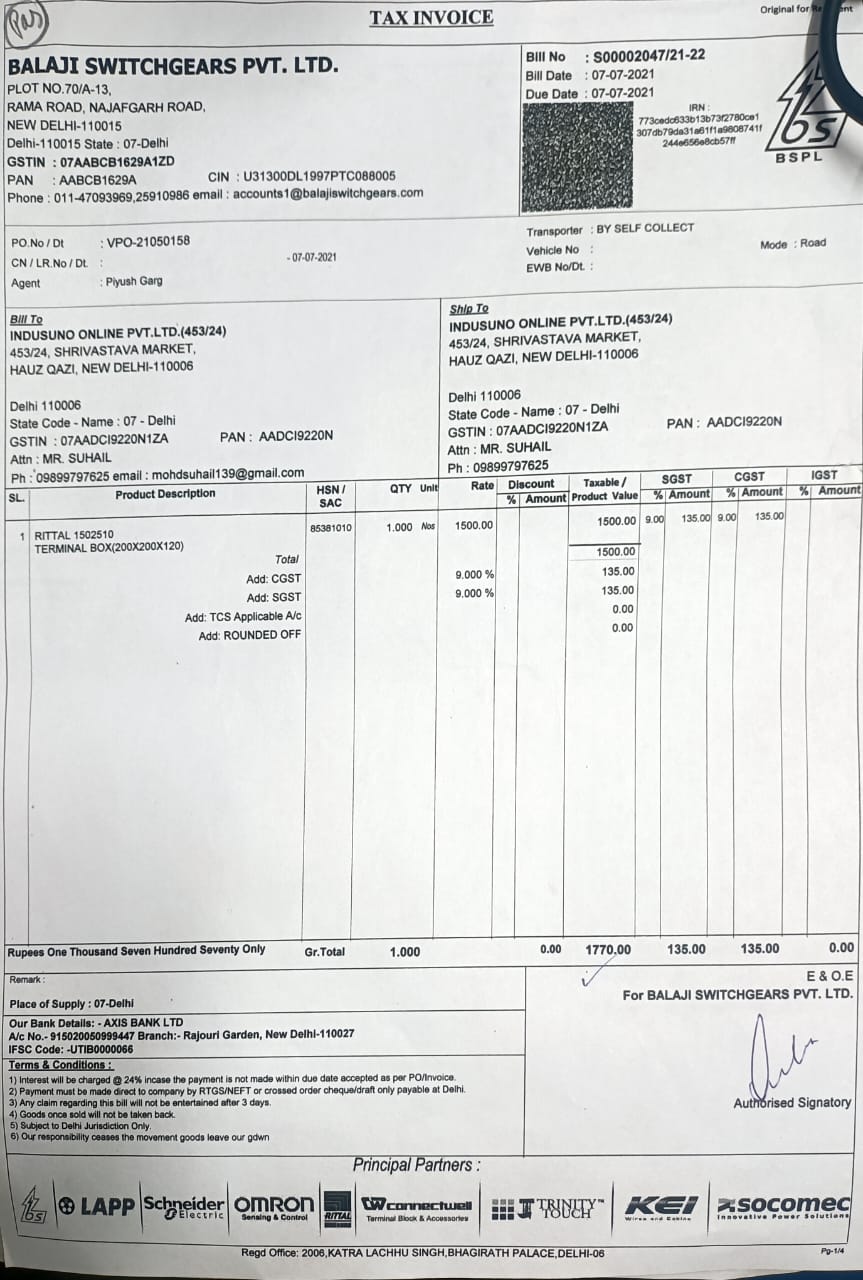 Pas
TAX INVOICE
Original for
BALAJI SWITCHGEARS PVT. LTD.
PLOT NO.70/A-13,
RAMA ROAD, NAJAFGARH ROAD,
NEW DELHI-110015
Delhi-110015 State : 07-Delhi
GSTIN : 07AABCB1629A1ZD
PAN : AABCB1629A CIN : U31300DL1997PTC088005
Phone : 011-47093969,25910986 email : accounts1@balajiswitchgears.com
Bill No : S00002047/21-22
Bill Date : 07-07-2021
Due Date : 07-07-2021
IRN :
773cedc633b13b73f2780ce1
307db79da31a61f1a9808741f
244e656e8cb57ff
bs
BSPL
PO.No / Dt : VPO-21050158
CN / LR.No / Dt. : - 07-07-2021
Agent : Piyush Garg
Transporter : BY SELF COLLECT
Vehicle No : Mode : Road
EWB No/Dt. :
Bill To
INDUSUNO ONLINE PVT.LTD.(453/24)
453/24, SHRIVASTAVA MARKET,
HAUZ QAZI, NEW DELHI-110006
Delhi 110006
State Code - Name : 07 - Delhi
GSTIN : 07AADCI9220N1ZA PAN : AADCI9220N
Attn : MR. SUHAIL
Ph : 09899797625 email : mohdsuhail139@gmail.com
Ship To
INDUSUNO ONLINE PVT.LTD.(453/24)
453/24, SHRIVASTAVA MARKET,
HAUZ QAZI, NEW DELHI-110006
Delhi 110006
State Code - Name : 07 - Delhi
GSTIN : 07AADCI9220N1ZA PAN : AADCI9220N
Attn : MR. SUHAIL
Ph : 09899797625
SL. Product Description HSN / SAC QTY Unit Rate Discount % Amount Taxable / Product Value SGST % Amount CGST % Amount IGST % Amount
1 RITTAL 1502510 85381010 1.000 Nos 1500.00 1500.00 9.00 135.00 9.00 135.00
TERMINAL BOX(200X200X120)
Total 1500.00
Add: CGST 9.000 % 135.00
Add: SGST 9.000 % 135.00
Add: TCS Applicable A/c 0.00
Add: ROUNDED OFF 0.00
Rupees One Thousand Seven Hundred Seventy Only Gr.Total 1.000 0.00 1770.00 135.00 135.00 0.00
Remark :
Place of Supply : 07-Delhi
Our Bank Details: - AXIS BANK LTD
A/c No.- 915020050999447 Branch:- Rajouri Garden, New Delhi-110027
IFSC Code: -UTIB0000066
Terms & Conditions :
1) Interest will be charged @ 24% incase the payment is not made within due date accepted as per PO/Invoice.
2) Payment must be made direct to company by RTGS/NEFT or crossed order cheque/draft only payable at Delhi.
3) Any claim regarding this bill will not be entertained after 3 days.
4) Goods once sold will not be taken back.
5) Subject to Delhi Jurisdiction Only.
6) Our responsibility ceases the movement goods leave our gdwn
E & O.E
For BALAJI SWITCHGEARS PVT. LTD.
Authorised Signatory
Principal Partners :
bs LAPP Schneider Electric OMRON Sensing & Control RITTAL connectwell Terminal Block & Accessories TRINITY TOUCH™ KEI Wires and Cables socomec Innovative Power Solutions
Regd Office: 2006,KATRA LACHHU SINGH,BHAGIRATH PALACE,DELHI-06
Pg-1/4